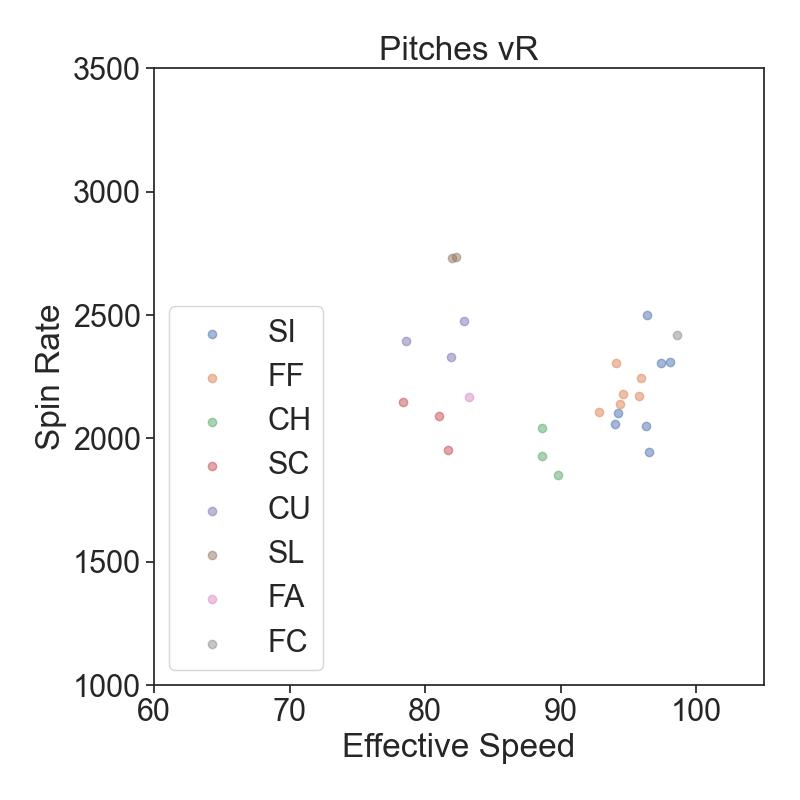 Pitches vR
3500
3000
2500
2000
1500
1000
Spin Rate
SI
FF
CH
SC
CU
SL
FA
FC
60 70 80 90 100
Effective Speed